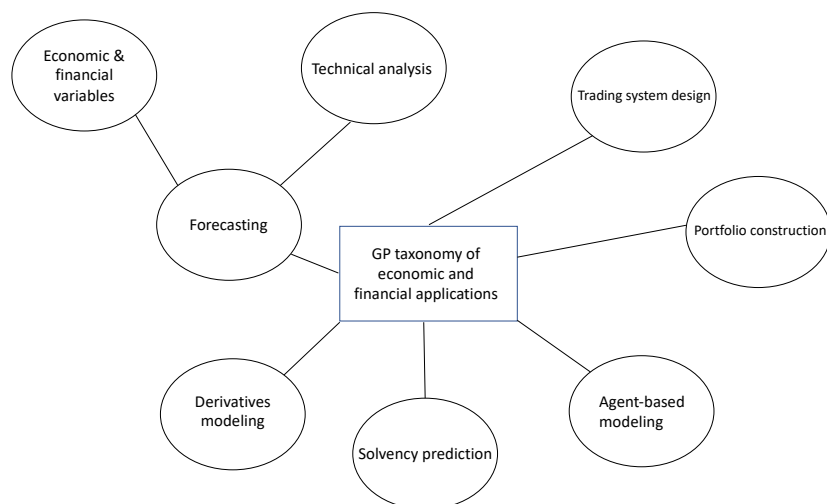 Economic &
financial
variables
Technical analysis
Trading system design
Forecasting
Portfolio construction
GP taxonomy of
economic and
financial applications
Derivatives
modeling
Solvency prediction
Agent-based
modeling